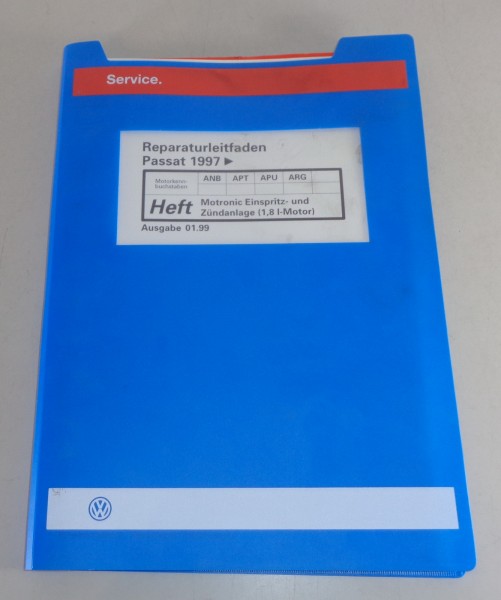 Service.
Reparaturleitfaden
Passat 1997 ►
Motorkenn-
buchstaben
ANB APT APU ARG
Heft
Motronic Einspritz- und
Zündanlage (1,8 l-Motor)
Ausgabe 01.99
VW